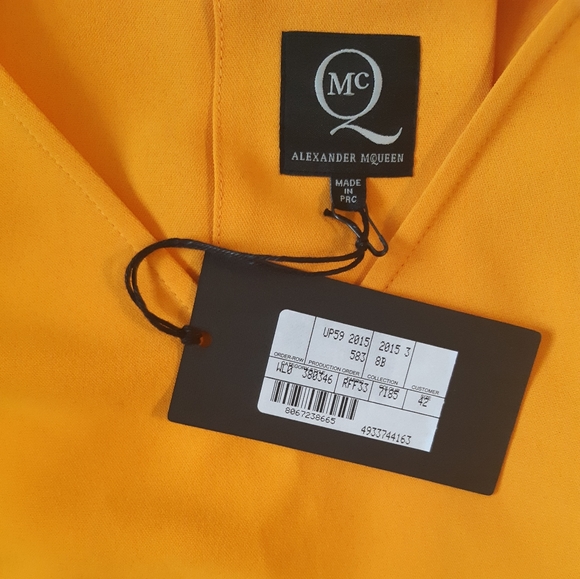 McQ
ALEXANDER MCQUEEN
MADE
IN
PRC
UP59 2015 2015 3
583 8B
ORDER-ROW PRODUCTION ORDER COLLECTION CUSTOMER
380346 RFF33 7185 42
8067238665
4933744163